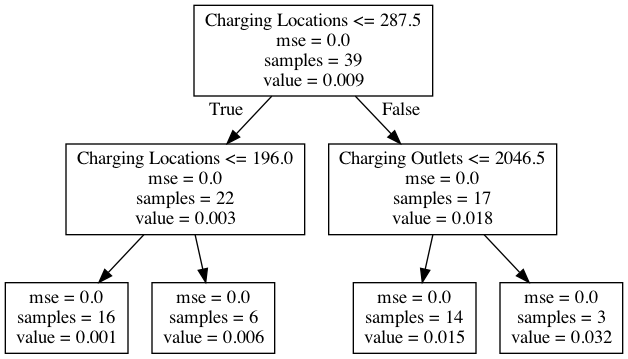 Charging Locations <= 287.5
mse = 0.0
samples = 39
value = 0.009
True
False
Charging Locations <= 196.0
mse = 0.0
samples = 22
value = 0.003
Charging Outlets <= 2046.5
mse = 0.0
samples = 17
value = 0.018
mse = 0.0
samples = 16
value = 0.001
mse = 0.0
samples = 6
value = 0.006
mse = 0.0
samples = 14
value = 0.015
mse = 0.0
samples = 3
value = 0.032